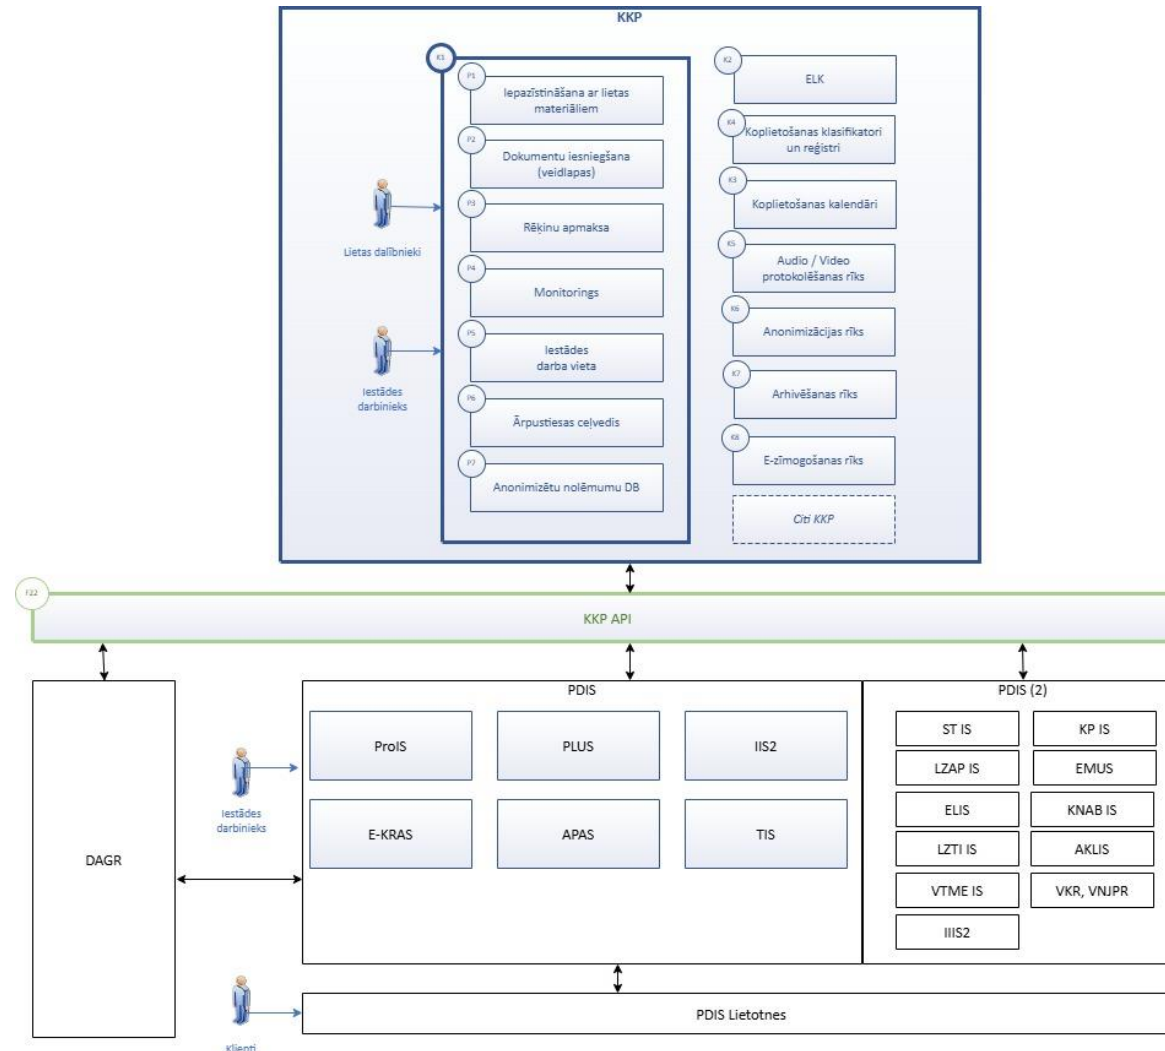 KKP
K1
P1
Iepazīstināšana ar lietas
materiāliem
P2
Dokumentu iesniegšana
(veidlapas)
P3
Rēķinu apmaksa
P4
Monitorings
P5
Iestādes
darba vieta
P6
Ārpustiesas ceļvedis
P7
Anonimizētu nolēmumu DB
Lietas dalībnieki
Iestādes
darbinieks
K2
ELK
K4
Koplietošanas klasifikatori
un reģistri
K3
Koplietošanas kalendāri
K5
Audio / Video
protokolēšanas rīks
K6
Anonimizācijas rīks
K7
Arhivēšanas rīks
K8
E-zīmogošanas rīks
Citi KKP
F22
KKP API
DAGR
Iestādes
darbinieks
PDIS
ProIS
PLUS
IIS2
E-KRAS
APAS
TIS
PDIS (2)
ST IS
KP IS
LZAP IS
EMUS
ELIS
KNAB IS
LZTI IS
AKLIS
VTME IS
VKR, VNJPR
IIIS2
Klienti
PDIS Lietotnes